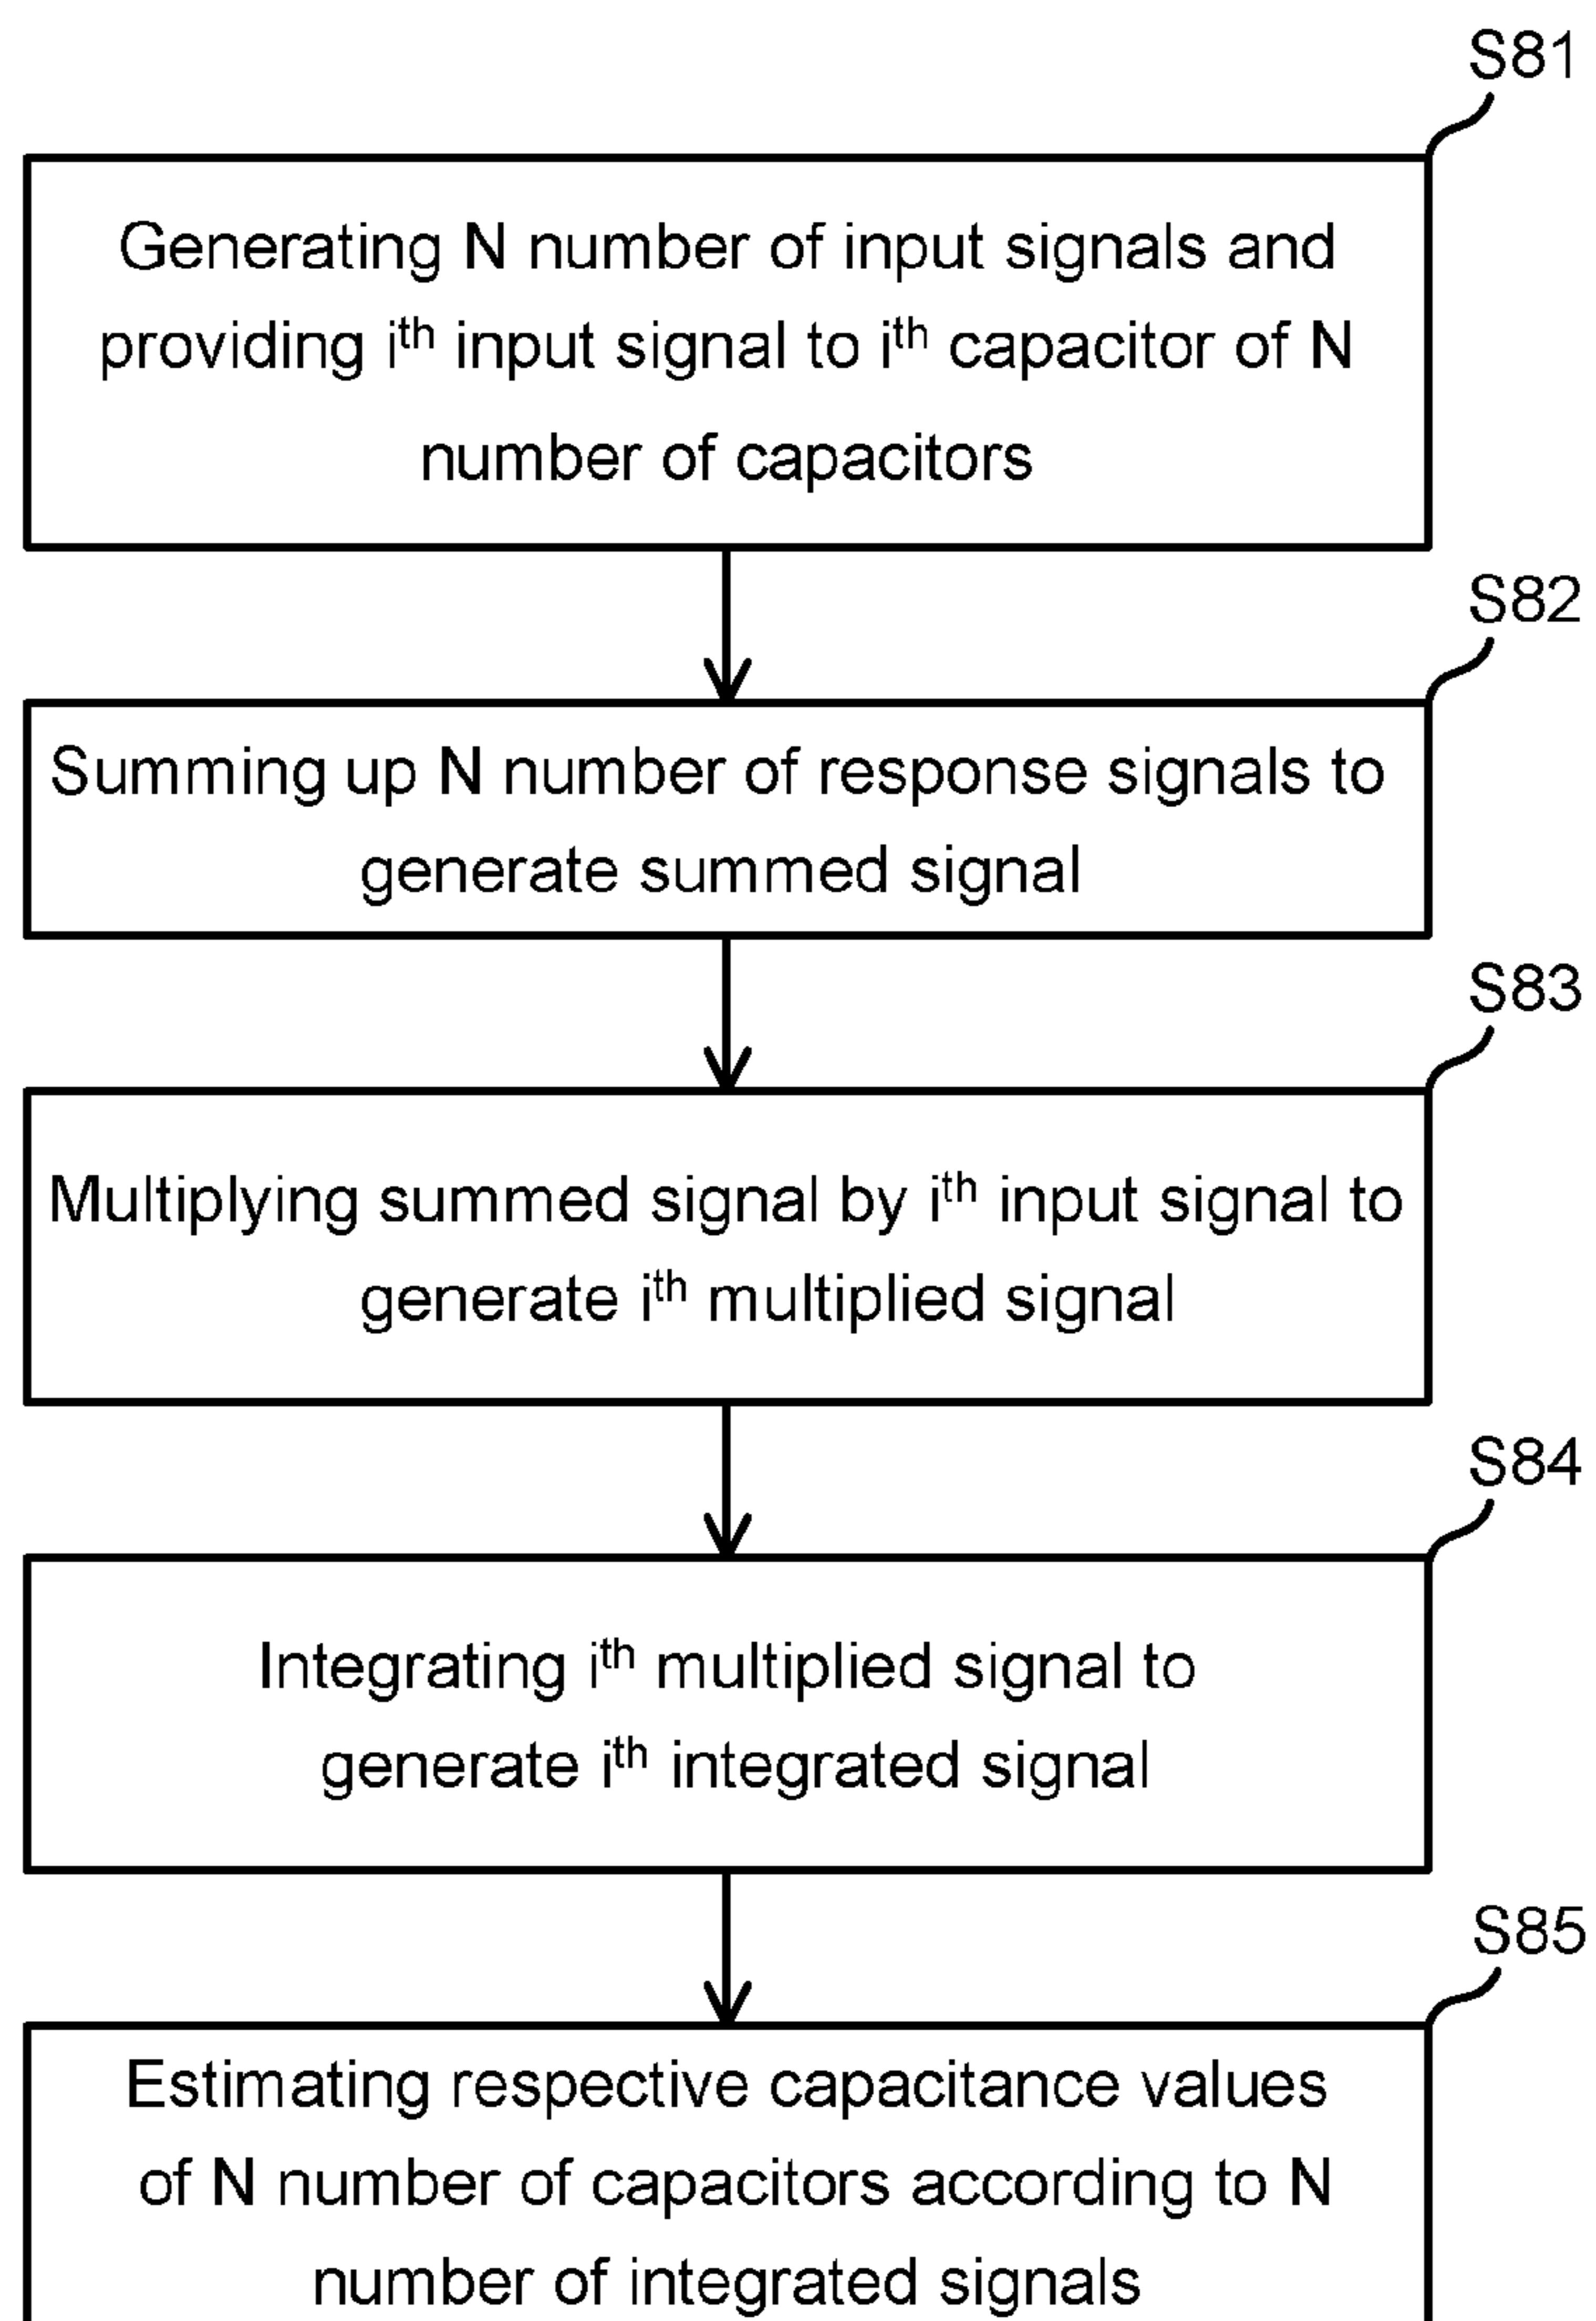 S81
Generating N number of input signals and
providing iᵗʰ input signal to iᵗʰ capacitor of N
number of capacitors
S82
Summing up N number of response signals to
generate summed signal
S83
Multiplying summed signal by iᵗʰ input signal to
generate iᵗʰ multiplied signal
S84
Integrating iᵗʰ multiplied signal to
generate iᵗʰ integrated signal
S85
Estimating respective capacitance values
of N number of capacitors according to N
number of integrated signals